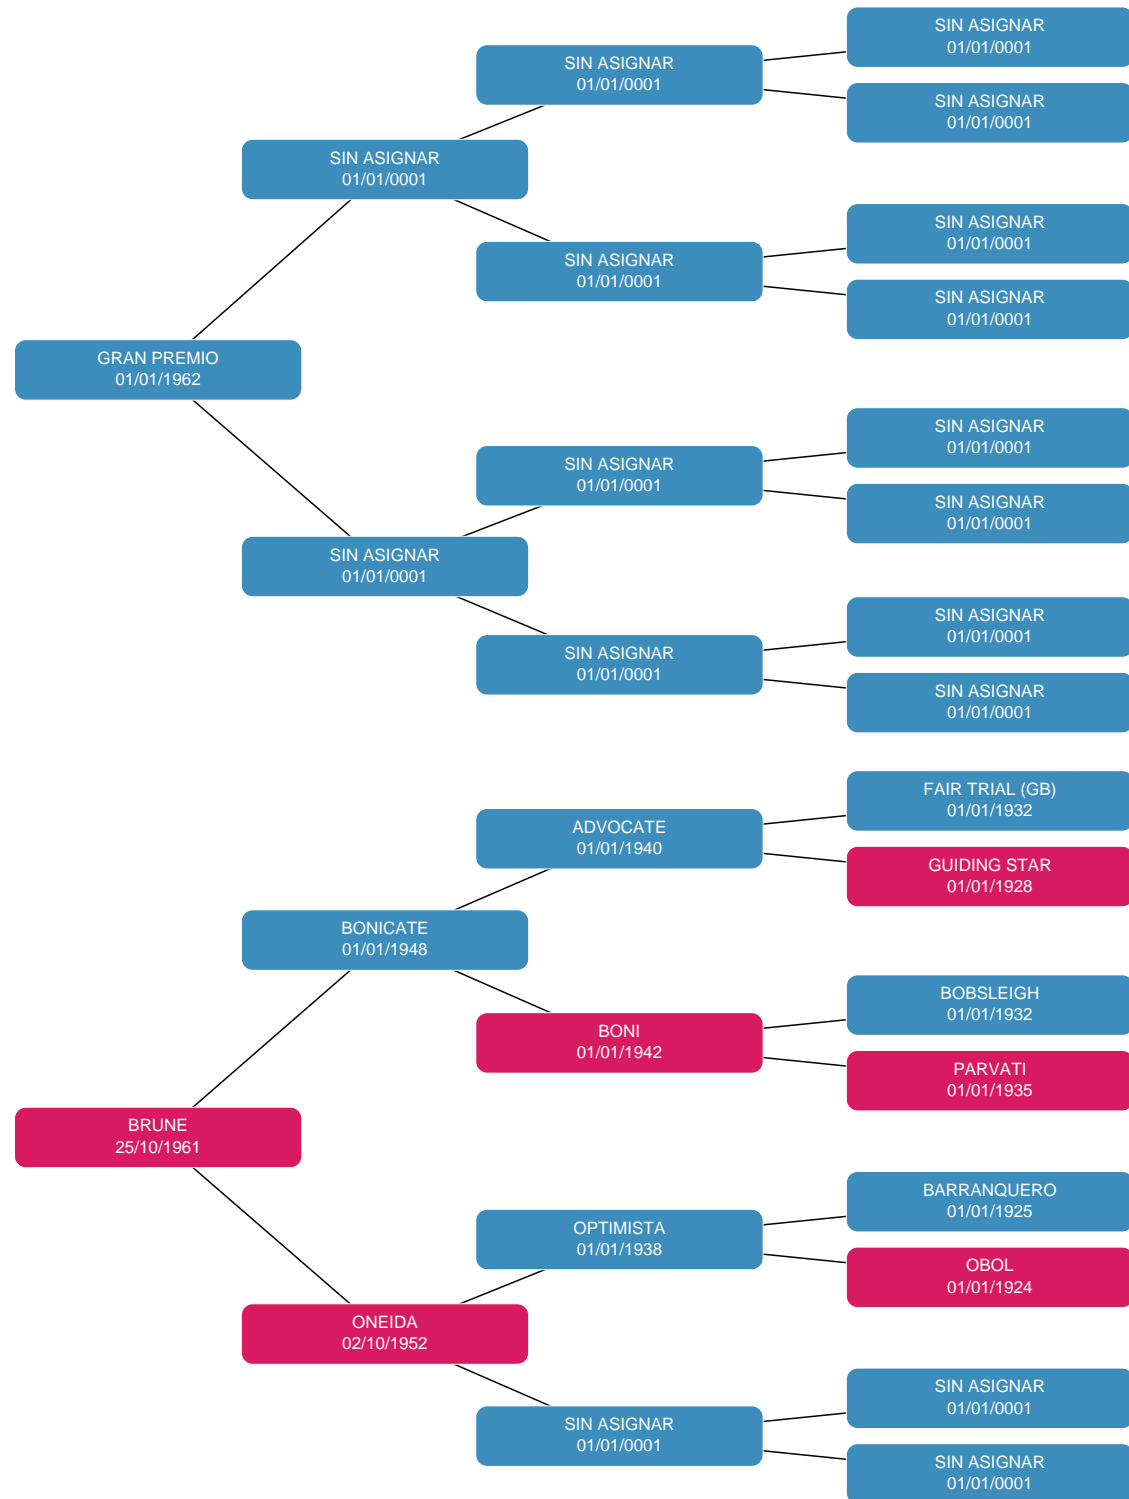 SIN ASIGNAR
01/01/0001
SIN ASIGNAR
01/01/0001
SIN ASIGNAR
01/01/0001
SIN ASIGNAR
01/01/0001
SIN ASIGNAR
01/01/0001
SIN ASIGNAR
01/01/0001
SIN ASIGNAR
01/01/0001
GRAN PREMIO
01/01/1962
SIN ASIGNAR
01/01/0001
SIN ASIGNAR
01/01/0001
SIN ASIGNAR
01/01/0001
SIN ASIGNAR
01/01/0001
SIN ASIGNAR
01/01/0001
SIN ASIGNAR
01/01/0001
SIN ASIGNAR
01/01/0001
FAIR TRIAL (GB)
01/01/1932
ADVOCATE
01/01/1940
GUIDING STAR
01/01/1928
BONICATE
01/01/1948
BOBSLEIGH
01/01/1932
BONI
01/01/1942
PARVATI
01/01/1935
BRUNE
25/10/1961
BARRANQUERO
01/01/1925
OPTIMISTA
01/01/1938
OBOL
01/01/1924
ONEIDA
02/10/1952
SIN ASIGNAR
01/01/0001
SIN ASIGNAR
01/01/0001
SIN ASIGNAR
01/01/0001